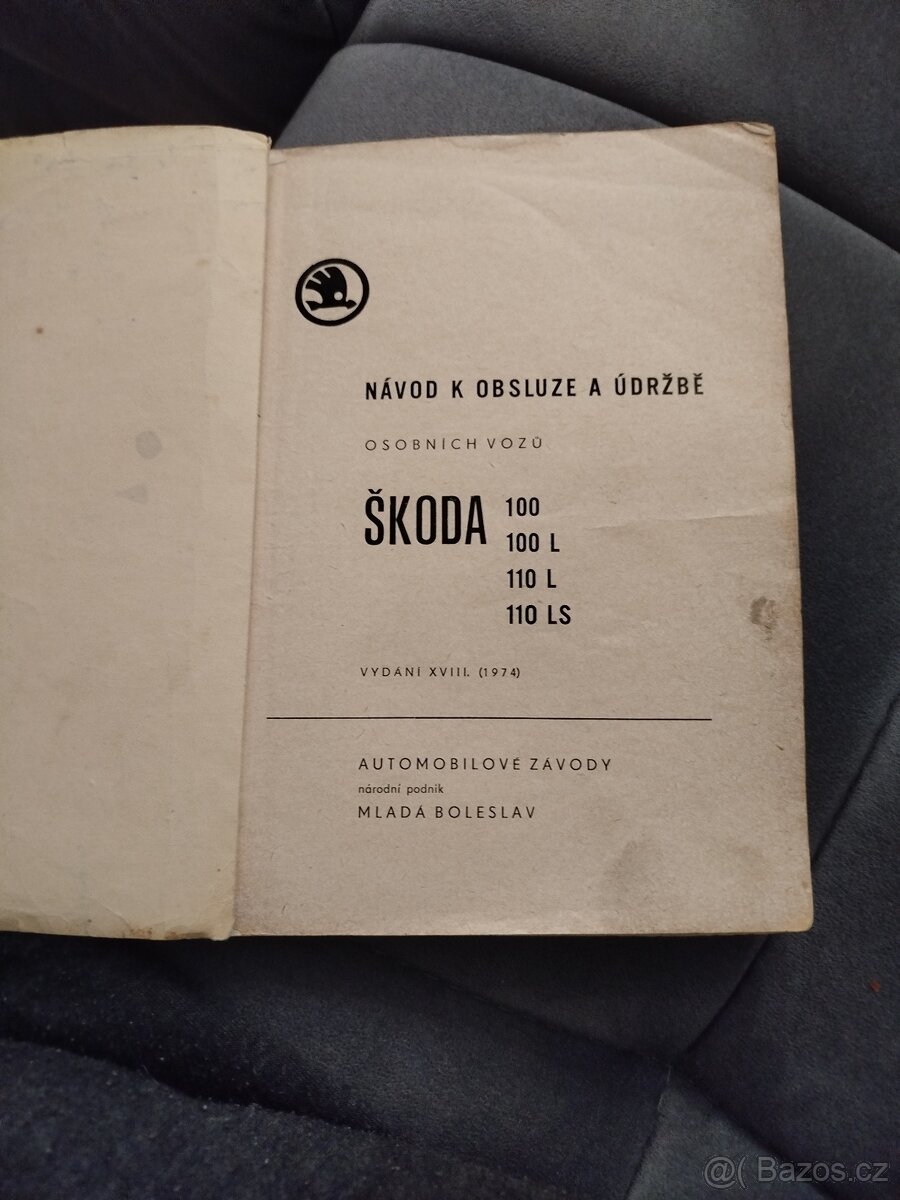 NÁVOD K OBSLUZE A ÚDRŽBĚ
OSOBNÍCH VOZŮ
ŠKODA 100
100 L
110 L
110 LS
VYDÁNÍ XVIII. (1974)
AUTOMOBILOVÉ ZÁVODY
národní podnik
MLADÁ BOLESLAV
@( Bazos.cz